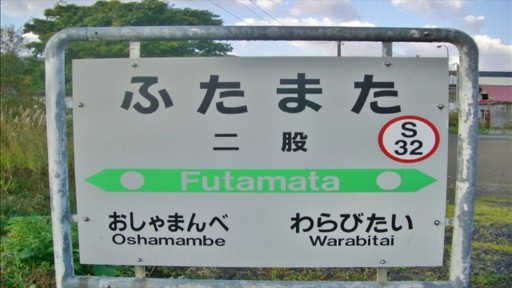 ふたまた
二股
S
32
Futamata
おしゃまんべ わらびたい
Oshamambe Warabitai